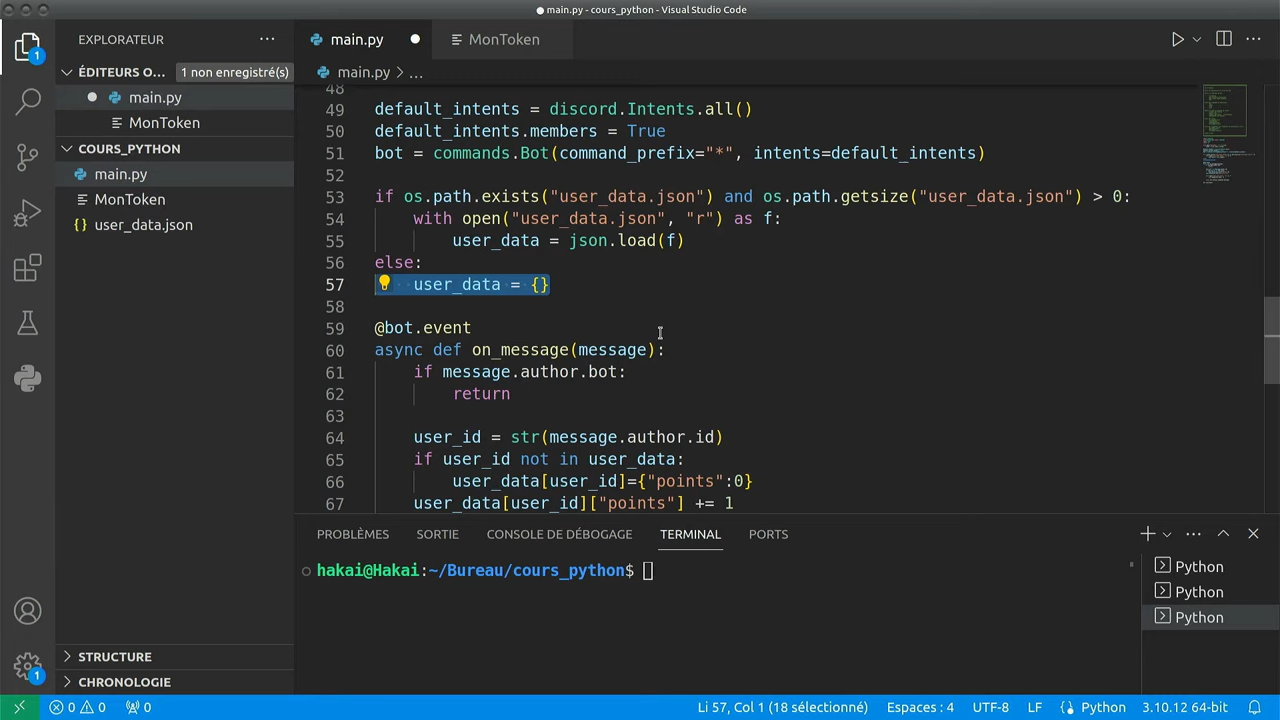 main.py - cours_python - Visual Studio Code
EXPLORATEUR
main.py
MonToken
ÉDITEURS O... 1 non enregistré(s)
main.py > ...
main.py
MonToken
COURS_PYTHON
main.py
MonToken
user_data.json
48
49 default_intents = discord.Intents.all()
50 default_intents.members = True
51 bot = commands.Bot(command_prefix="*", intents=default_intents)
52
53 if os.path.exists("user_data.json") and os.path.getsize("user_data.json") > 0:
54 with open("user_data.json", "r") as f:
55 user_data = json.load(f)
56 else:
57 user_data = {}
58
59 @bot.event
60 async def on_message(message):
61 if message.author.bot:
62 return
63
64 user_id = str(message.author.id)
65 if user_id not in user_data:
66 user_data[user_id]={"points":0}
67 user_data[user_id]["points"] += 1
PROBLÈMES SORTIE CONSOLE DE DÉBOGAGE TERMINAL PORTS
hakai@Hakai:~/Bureau/cours_python$
Python
Python
Python
STRUCTURE
CHRONOLOGIE
1
1
0 0 0 Li 57, Col 1 (18 sélectionné) Espaces : 4 UTF-8 LF Python 3.10.12 64-bit